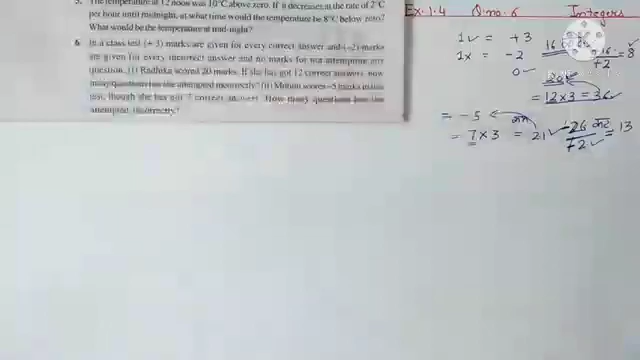 5. The temperature at 12 noon was 10°C above zero. If it decreases at the rate of 2°C
per hour until midnight, at what time would the temperature be 8°C below zero?
What would be the temperature at mid-night?
6. In a class test (+ 3) marks are given for every correct answer and (-2) marks
are given for every incorrect answer and no marks for not attempting any
question. (i) Radhika scored 20 marks. If she has got 12 correct answers, how
many questions has she attempted incorrectly? (ii) Mohini scores -5 marks in this
test, though she has got 7 correct answers. How many questions has she
attempted incorrectly?
Ex. 1.4 Q. no. 6 Integers
1✓ = +3
1x = -2
0✓
= 8
+2
= 12×3 = 36
= -5
= 7×3 = 21
= 13